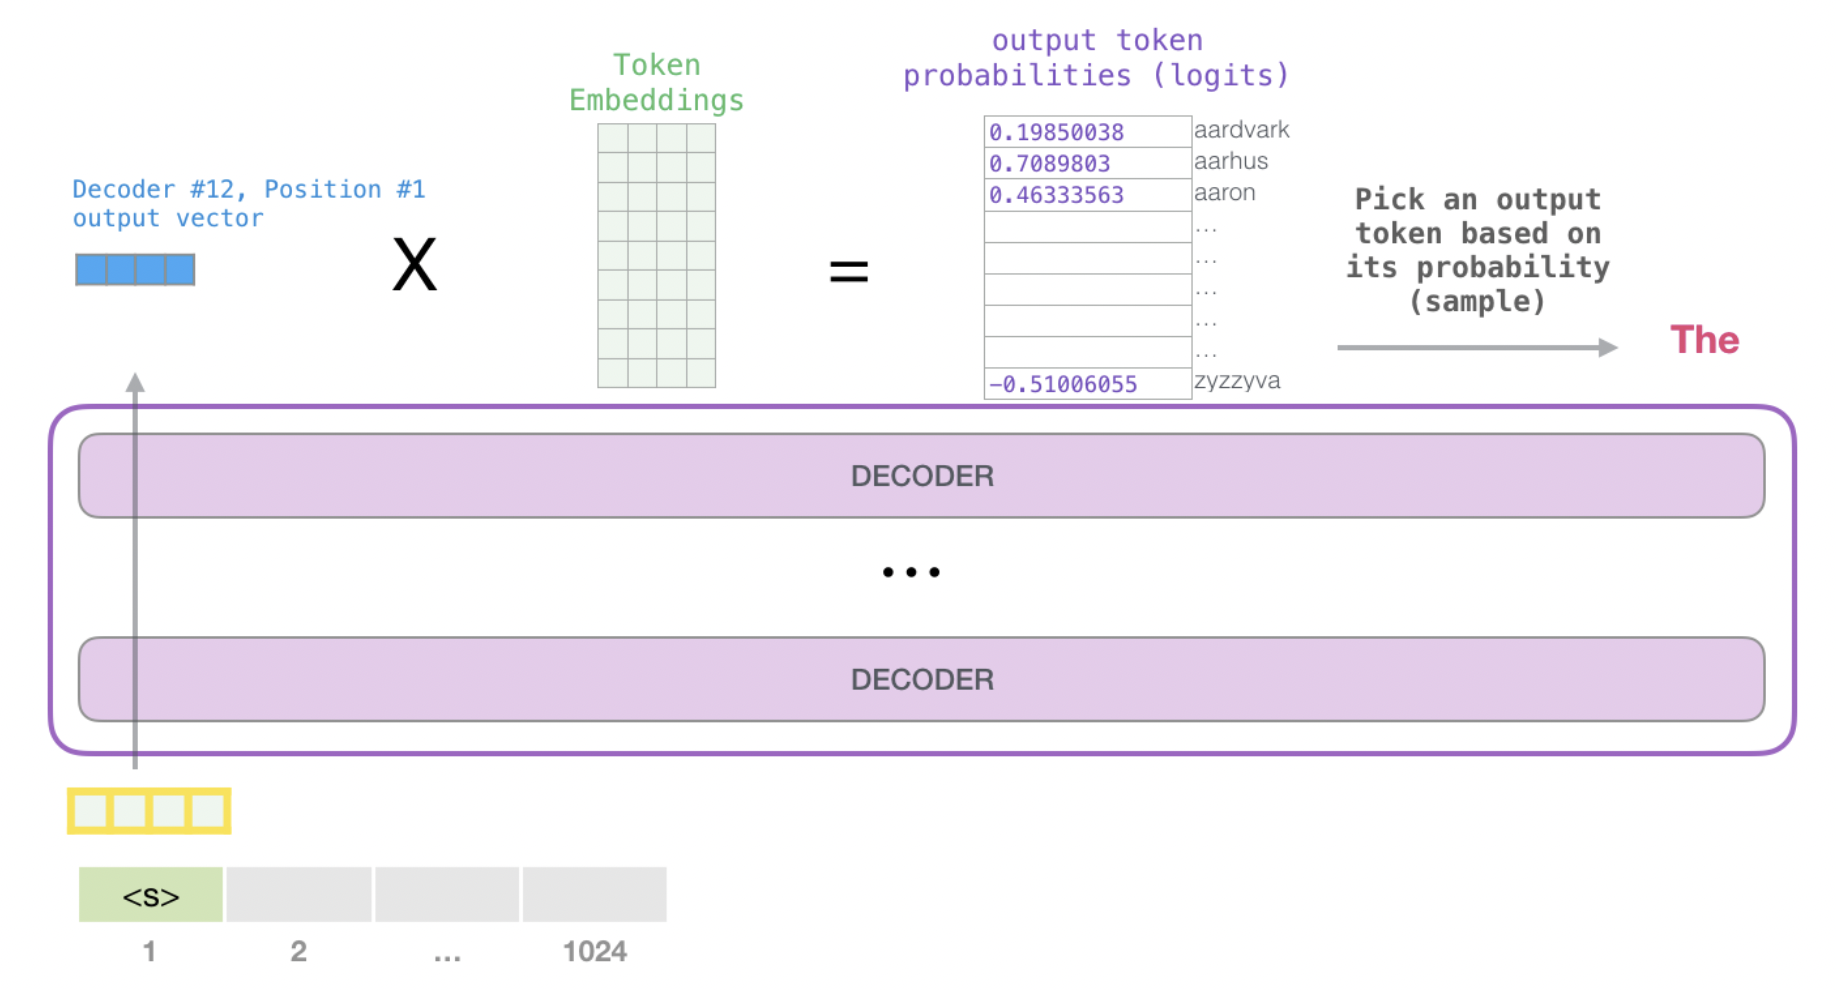 output token
probabilities (logits)
Token
Embeddings
Decoder #12, Position #1
output vector
X
=
0.19850038 aardvark
0.7089803 aarhus
0.46333563 aaron
...
...
...
...
...
-0.51006055 zyzzyva
Pick an output
token based on
its probability
(sample)
The
DECODER
...
DECODER
<s>
1 2 ... 1024